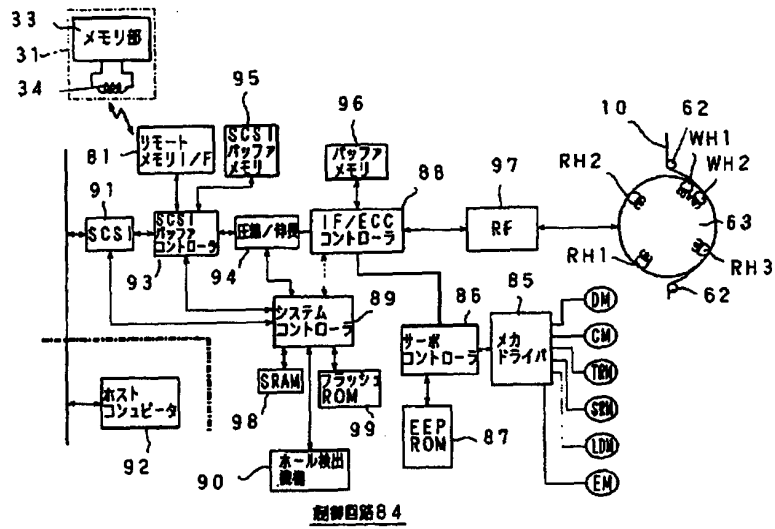 33
メモリ部
31
34
95
SCSI
バッファ
メモリ
96
バッファ
メモリ
リモート
メモリI/F
81
91
SCSI
SCSI
バッファ
コントローラ
93
圧縮/伸長
94
IF/ECC
コントローラ
88
97
RF
10
62
WH1
WH2
RH2
63
RH1
RH3
62
システム
コントローラ
89
86
サーボ
コントローラ
85
メカ
ドライバ
DM
CM
TRM
SRM
LDM
EM
SRAM
98
フラッシュ
ROM
99
EEP
ROM
87
ホスト
コンュピータ
92
90
ホール検出
制御回路84